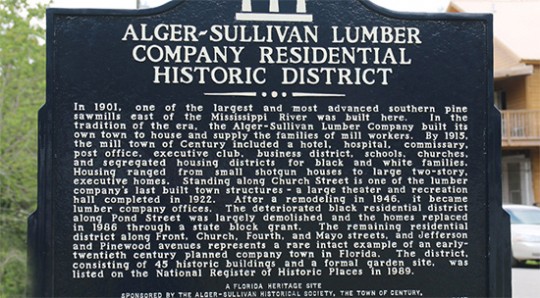 ALGER-SULLIVAN LUMBER
COMPANY RESIDENTIAL
HISTORIC DISTRICT
In 1901, one of the largest and most advanced southern pine
sawmills east of the Mississippi River was built here. In the
tradition of the era, the Alger-Sullivan Lumber Company built its
own town to house and supply the families of mill workers. By 1915,
the mill town of Century included a hotel, hospital, commissary,
post office, executive club, business district, schools, churches,
and segregated housing districts for black and white families.
Housing ranged from small shotgun houses to large two-story,
executive homes. Standing along Church Street is one of the lumber
company's last built town structures - a large theater and recreation
hall completed in 1922. After a remodeling in 1946, it became
lumber company offices. The deteriorated black residential district
along Pond Street was largely demolished and the homes replaced
in 1986 through a state block grant. The remaining residential
district along Front, Church, Fourth, and Mayo streets, and Jefferson
and Pinewood avenues represents a rare intact example of an early-
twentieth century planned company town in Florida. The district,
consisting of 45 historic buildings and a formal garden site, was
listed on the National Register of Historic Places in 1989.
A FLORIDA HERITAGE SITE
SPONSORED BY THE ALGER-SULLIVAN HISTORICAL SOCIETY, THE TOWN OF CENTURY,